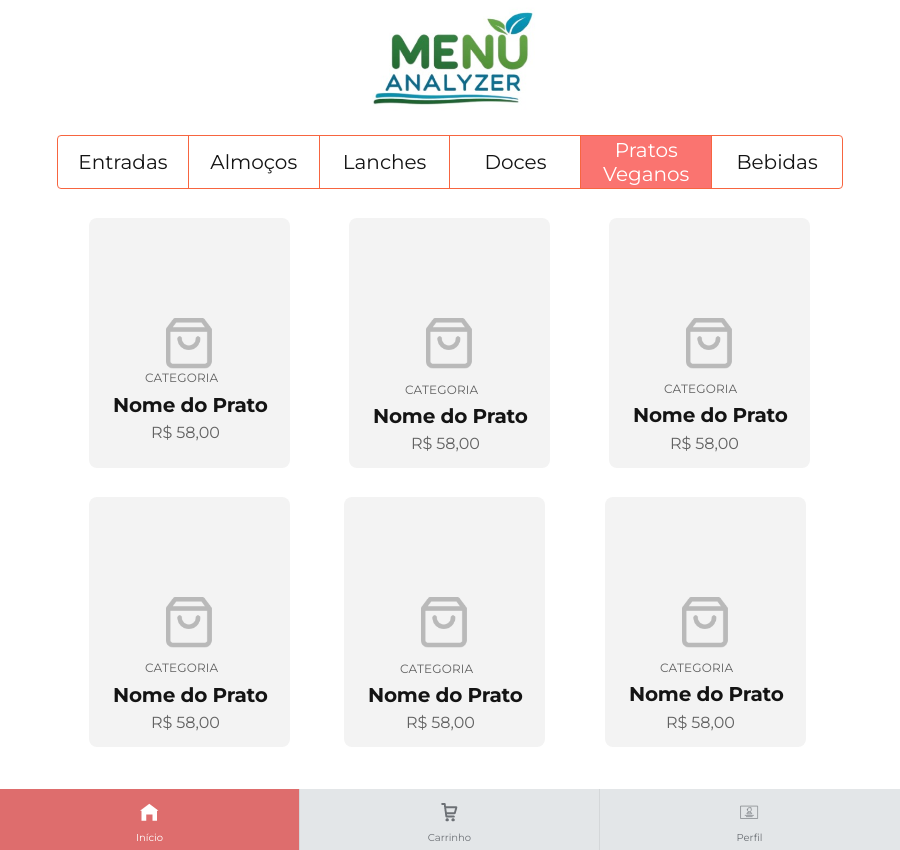 MENU
ANALYZER
Entradas
Almoços
Lanches
Doces
Pratos
Veganos
Bebidas
CATEGORIA
Nome do Prato
R$ 58,00
CATEGORIA
Nome do Prato
R$ 58,00
CATEGORIA
Nome do Prato
R$ 58,00
CATEGORIA
Nome do Prato
R$ 58,00
CATEGORIA
Nome do Prato
R$ 58,00
CATEGORIA
Nome do Prato
R$ 58,00
Início
Carrinho
Perfil